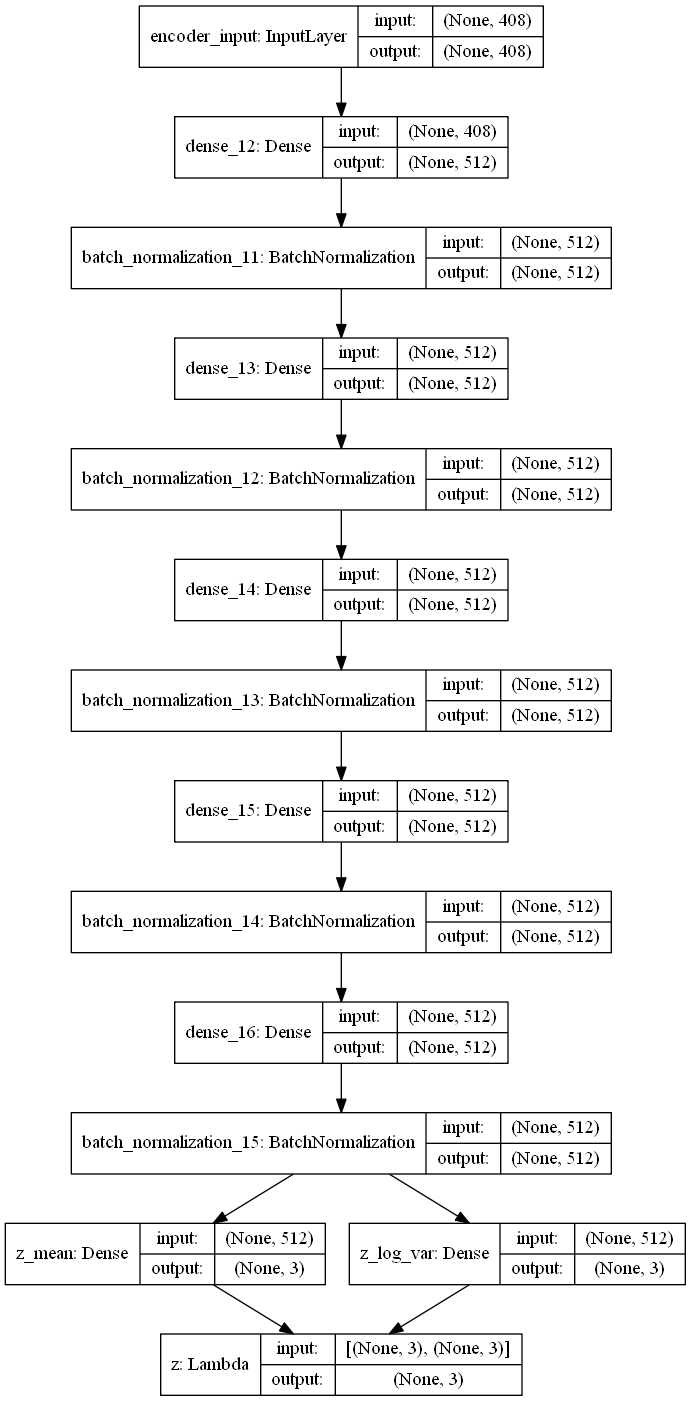 encoder_input: InputLayer
input: (None, 408)
output: (None, 408)
dense_12: Dense
input: (None, 408)
output: (None, 512)
batch_normalization_11: BatchNormalization
input: (None, 512)
output: (None, 512)
dense_13: Dense
input: (None, 512)
output: (None, 512)
batch_normalization_12: BatchNormalization
input: (None, 512)
output: (None, 512)
dense_14: Dense
input: (None, 512)
output: (None, 512)
batch_normalization_13: BatchNormalization
input: (None, 512)
output: (None, 512)
dense_15: Dense
input: (None, 512)
output: (None, 512)
batch_normalization_14: BatchNormalization
input: (None, 512)
output: (None, 512)
dense_16: Dense
input: (None, 512)
output: (None, 512)
batch_normalization_15: BatchNormalization
input: (None, 512)
output: (None, 512)
z_mean: Dense
input: (None, 512)
output: (None, 3)
z_log_var: Dense
input: (None, 512)
output: (None, 3)
z: Lambda
input: [(None, 3), (None, 3)]
output: (None, 3)